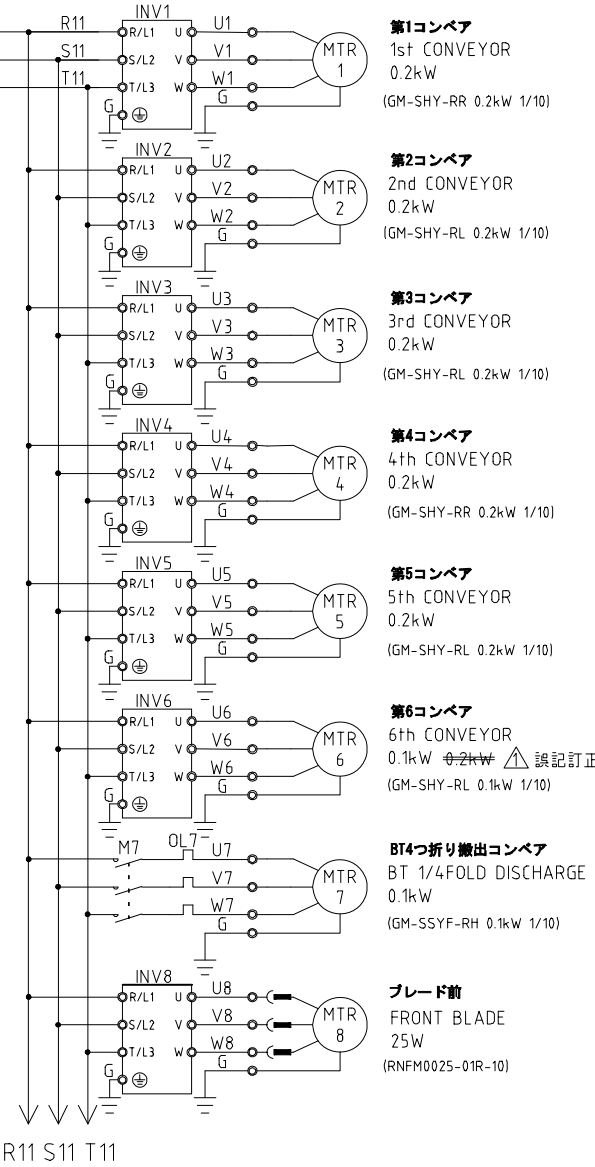 INV1
R11
R/L1 U
U1
S11
S/L2 V
V1
T11
T/L3 W
W1
G
G
MTR
1
第1コンベア
1st CONVEYOR
0.2kW
(GM-SHY-RR 0.2kW 1/10)
INV2
R/L1 U
U2
S/L2 V
V2
T/L3 W
W2
G
G
MTR
2
第2コンベア
2nd CONVEYOR
0.2kW
(GM-SHY-RL 0.2kW 1/10)
INV3
R/L1 U
U3
S/L2 V
V3
T/L3 W
W3
G
G
MTR
3
第3コンベア
3rd CONVEYOR
0.2kW
(GM-SHY-RL 0.2kW 1/10)
INV4
R/L1 U
U4
S/L2 V
V4
T/L3 W
W4
G
G
MTR
4
第4コンベア
4th CONVEYOR
0.2kW
(GM-SHY-RR 0.2kW 1/10)
INV5
R/L1 U
U5
S/L2 V
V5
T/L3 W
W5
G
G
MTR
5
第5コンベア
5th CONVEYOR
0.2kW
(GM-SHY-RL 0.2kW 1/10)
INV6
R/L1 U
U6
S/L2 V
V6
T/L3 W
W6
G
G
MTR
6
第6コンベア
6th CONVEYOR
0.1kW 0.2kW 1 誤記訂正
(GM-SHY-RL 0.1kW 1/10)
M7
OL7
U7
V7
W7
G
MTR
7
BT4つ折り搬出コンベア
BT 1/4FOLD DISCHARGE
0.1kW
(GM-SSYF-RH 0.1kW 1/10)
INV8
R/L1 U
U8
S/L2 V
V8
T/L3 W
W8
G
G
MTR
8
ブレード前
FRONT BLADE
25W
(RNFM0025-01R-10)
R11 S11 T11